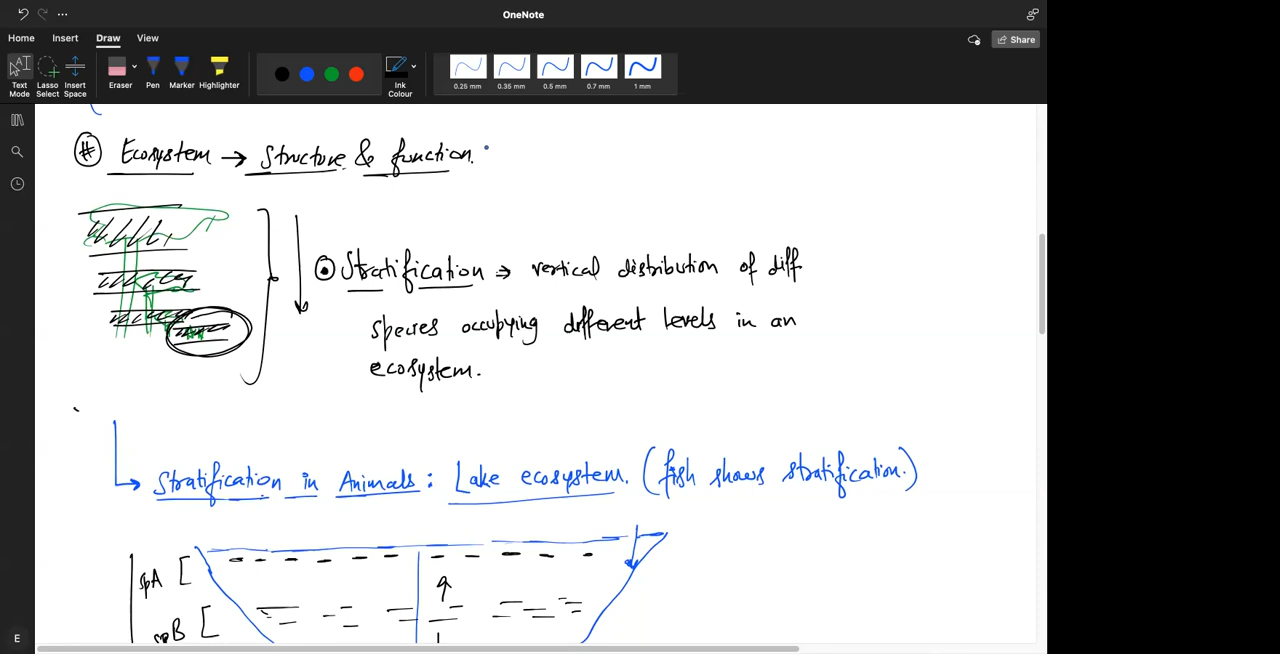 OneNote
Home Insert Draw View
Share
Text Mode
Lasso Select
Insert Space
Eraser
Pen
Marker
Highlighter
Ink Colour
0.25 mm
0.35 mm
0.5 mm
0.7 mm
1 mm
# Ecosystem → Structure & function.
Stratification → vertical distribution of diff
species occupying different levels in an
ecosystem.
Stratification in Animals: Lake ecosystem. (fish shows stratification.)
spA
spB
E